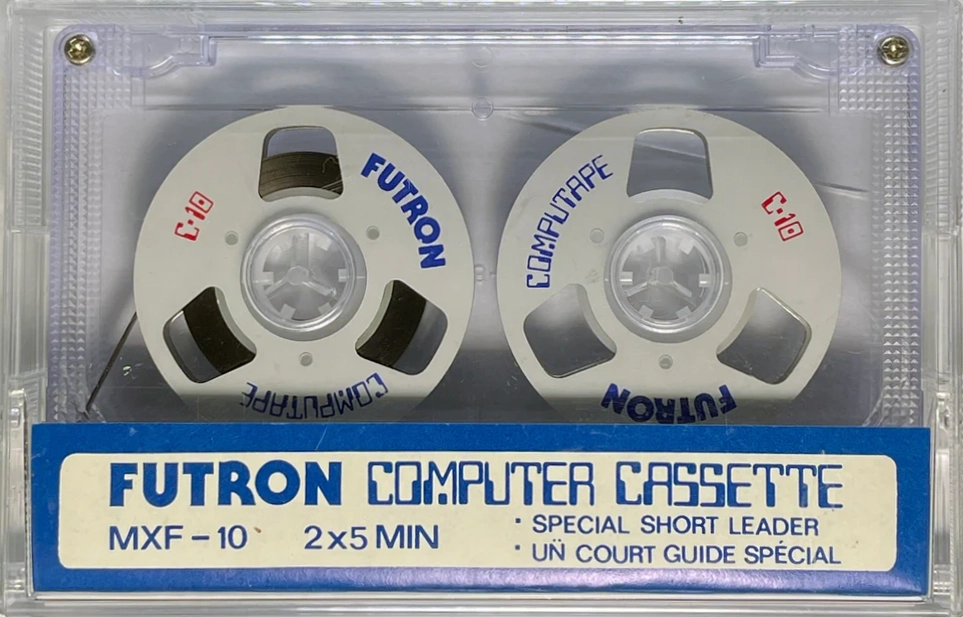 C-10
FUTRON
COMPUTAPE
COMPUTAPE
C-10
FUTRON
FUTRON COMPUTER CASSETTE
MXF-10 2x5 MIN
· SPECIAL SHORT LEADER
· UN̈ COURT GUIDE SPÉCIAL